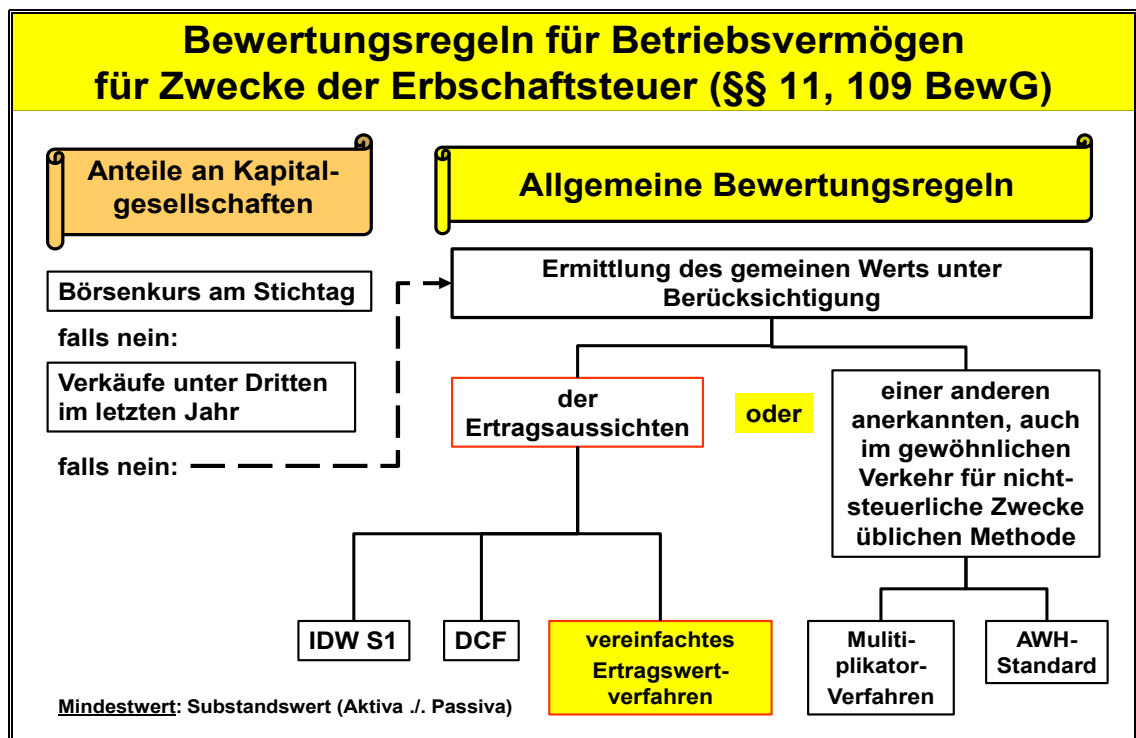 Bewertungsregeln für Betriebsvermögen
für Zwecke der Erbschaftsteuer (§§ 11, 109 BewG)
Anteile an Kapital-
gesellschaften
Allgemeine Bewertungsregeln
Börsenkurs am Stichtag
falls nein:
Verkäufe unter Dritten
im letzten Jahr
falls nein:
Ermittlung des gemeinen Werts unter
Berücksichtigung
der
Ertragsaussichten
oder
einer anderen
anerkannten, auch
im gewöhnlichen
Verkehr für nicht-
steuerliche Zwecke
üblichen Methode
IDW S1
DCF
vereinfachtes
Ertragswert-
verfahren
Muliti-
plikator-
Verfahren
AWH-
Standard
Mindestwert: Substandswert (Aktiva ./. Passiva)